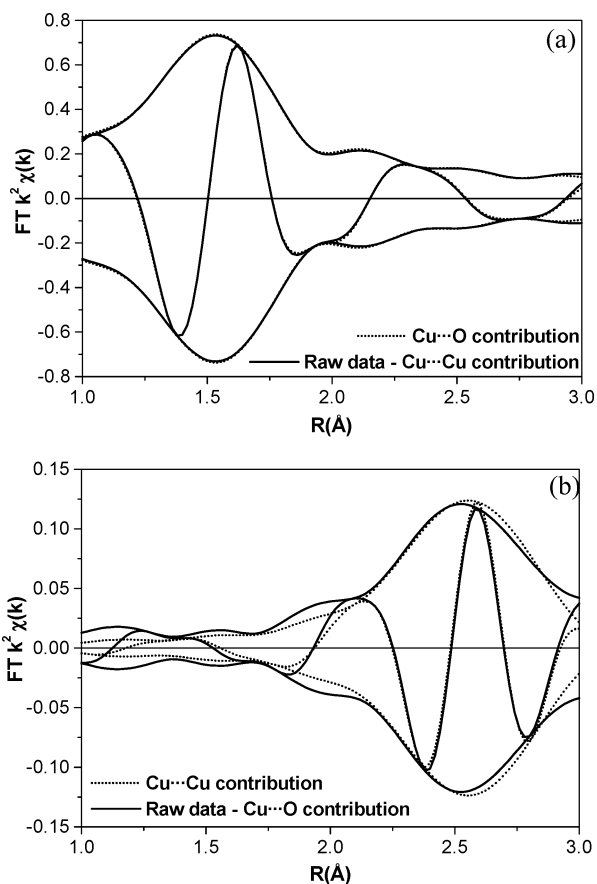 (a)
0.8
0.6
0.4
0.2
0.0
-0.2
-0.4
-0.6
-0.8
FT k² χ(k)
Cu···O contribution
Raw data - Cu···Cu contribution
1.0 1.5 2.0 2.5 3.0
R(Å)
(b)
0.15
0.10
0.05
0.00
-0.05
-0.10
-0.15
FT k² χ(k)
Cu···Cu contribution
Raw data - Cu···O contribution
1.0 1.5 2.0 2.5 3.0
R(Å)